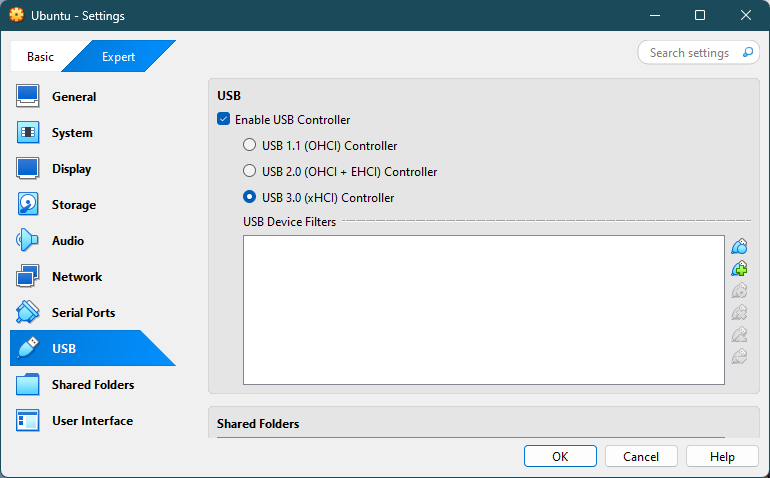 Ubuntu - Settings
Basic
Expert
Search settings
General
System
Display
Storage
Audio
Network
Serial Ports
USB
Shared Folders
User Interface
USB
Enable USB Controller
USB 1.1 (OHCI) Controller
USB 2.0 (OHCI + EHCI) Controller
USB 3.0 (xHCI) Controller
USB Device Filters
Shared Folders
OK
Cancel
Help